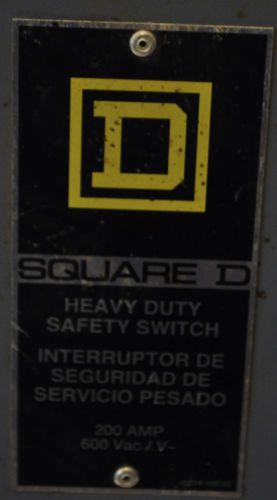 D
SQUARE D
HEAVY DUTY
SAFETY SWITCH
INTERRUPTOR DE
SEGURIDAD DE
SERVICIO PESADO
200 AMP
600 Vac / V~